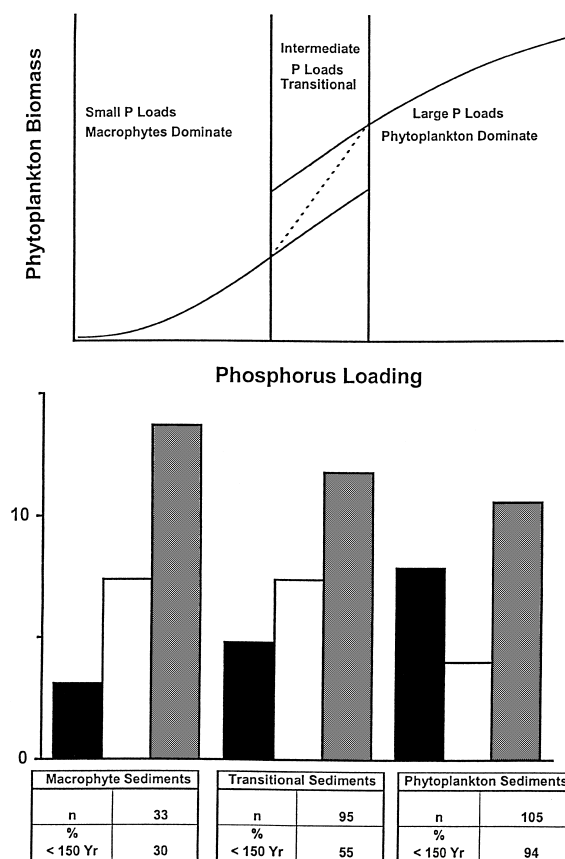 Phytoplankton Biomass
Intermediate
P Loads
Transitional
Small P Loads
Macrophytes Dominate
Large P Loads
Phytoplankton Dominate
Phosphorus Loading
10
0
Macrophyte Sediments
n 33
%
< 150 Yr 30
Transitional Sediments
n 95
%
< 150 Yr 55
Phytoplankton Sediments
n 105
%
< 150 Yr 94